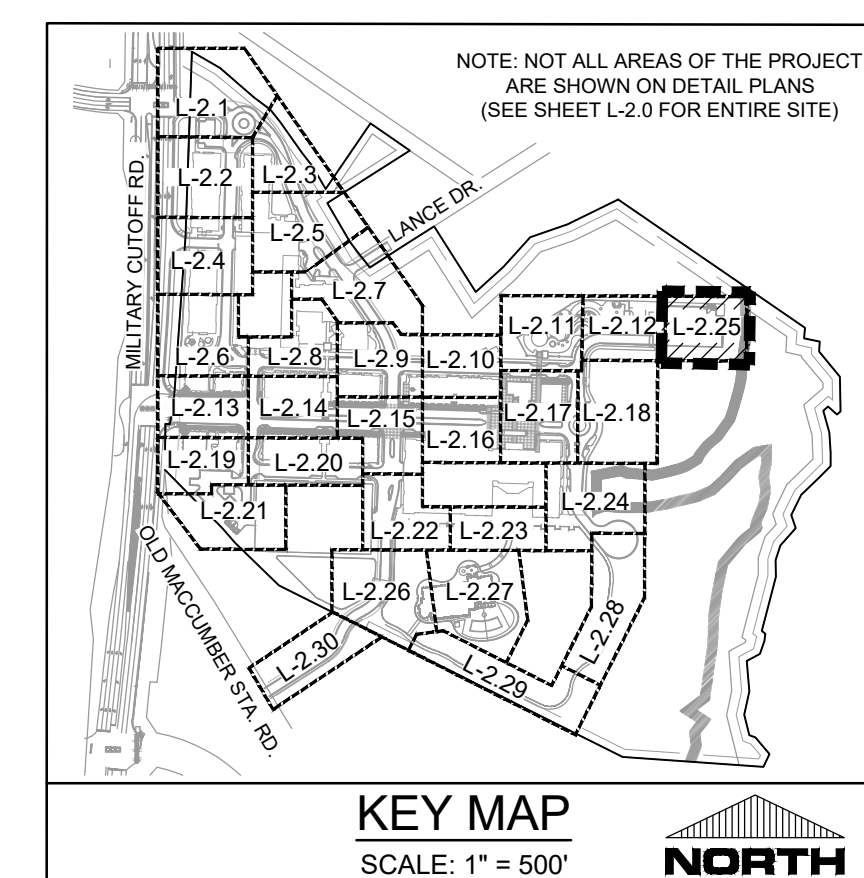 NOTE: NOT ALL AREAS OF THE PROJECT
ARE SHOWN ON DETAIL PLANS
(SEE SHEET L-2.0 FOR ENTIRE SITE)
L-2.1
L-2.2
L-2.3
L-2.4
L-2.5
LANCE DR.
MILITARY CUTOFF RD.
L-2.7
L-2.6
L-2.8
L-2.9
L-2.10
L-2.11
L-2.12
L-2.25
L-2.13
L-2.14
L-2.15
L-2.16
L-2.17
L-2.18
L-2.19
L-2.20
L-2.21
L-2.22
L-2.23
L-2.24
OLD MACCUMBER STA. RD.
L-2.26
L-2.27
L-2.28
L-2.29
L-2.30
KEY MAP
SCALE: 1" = 500'
NORTH